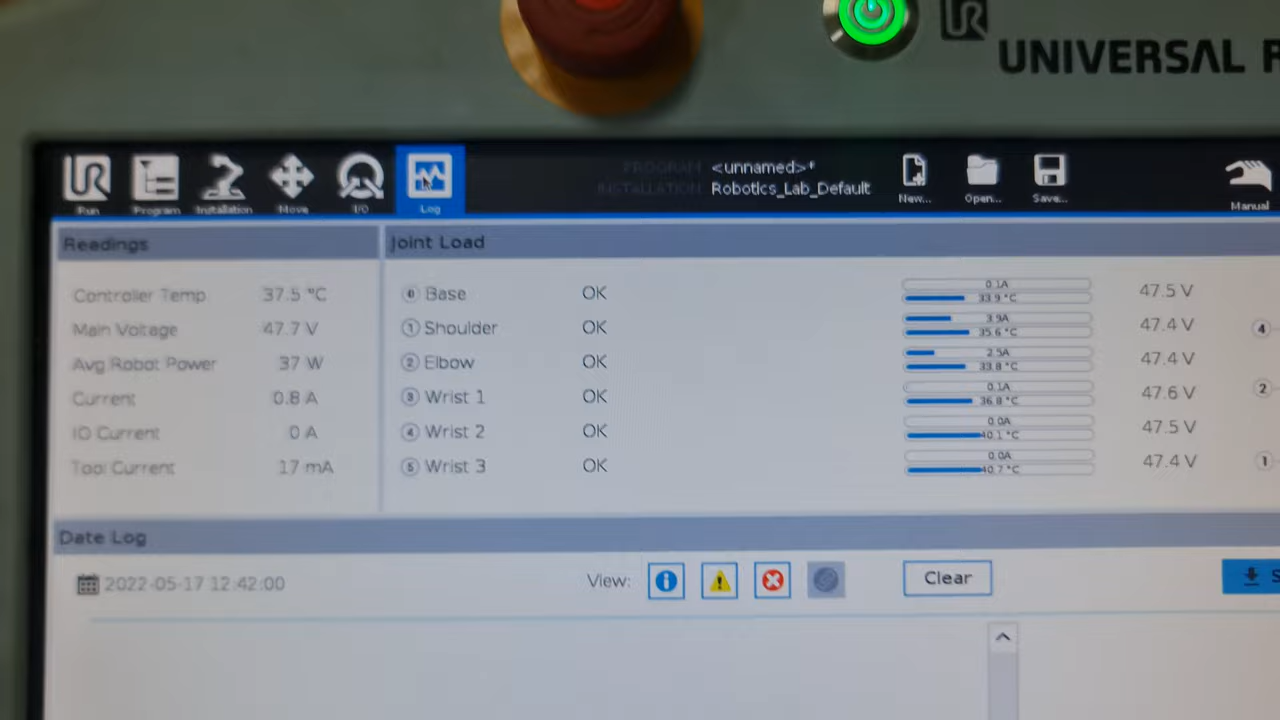 UR
UNIVERSAL R
Run Program Installation Move I/O Log
PROGRAM <unnamed>*
INSTALLATION Robotics_Lab_Default
New... Open... Save... Manual
Readings
Controller Temp 37.5 °C
Main Voltage 47.7 V
Avg Robot Power 37 W
Current 0.8 A
IO Current 0 A
Tool Current 17 mA
Joint Load
0 Base OK 0.1A 33.9°C 47.5 V
1 Shoulder OK 3.9A 35.6°C 47.4 V
2 Elbow OK 2.5A 33.8°C 47.4 V
3 Wrist 1 OK 0.1A 36.8°C 47.6 V
4 Wrist 2 OK 0.0A 40.1°C 47.5 V
5 Wrist 3 OK 0.0A 40.7°C 47.4 V
4
2
1
Date Log
2022-05-17 12:42:00 View: Clear S